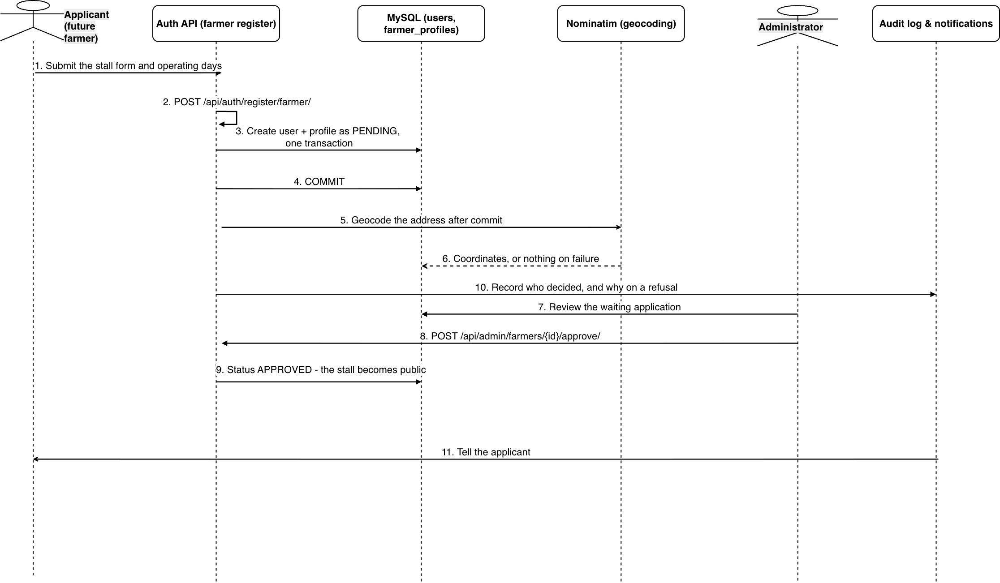 Applicant
(future
farmer)
Auth API (farmer register)
MySQL (users,
farmer_profiles)
Nominatim (geocoding)
Administrator
Audit log & notifications
1. Submit the stall form and operating days
2. POST /api/auth/register/farmer/
3. Create user + profile as PENDING,
one transaction
4. COMMIT
5. Geocode the address after commit
6. Coordinates, or nothing on failure
10. Record who decided, and why on a refusal
7. Review the waiting application
8. POST /api/admin/farmers/{id}/approve/
9. Status APPROVED - the stall becomes public
11. Tell the applicant